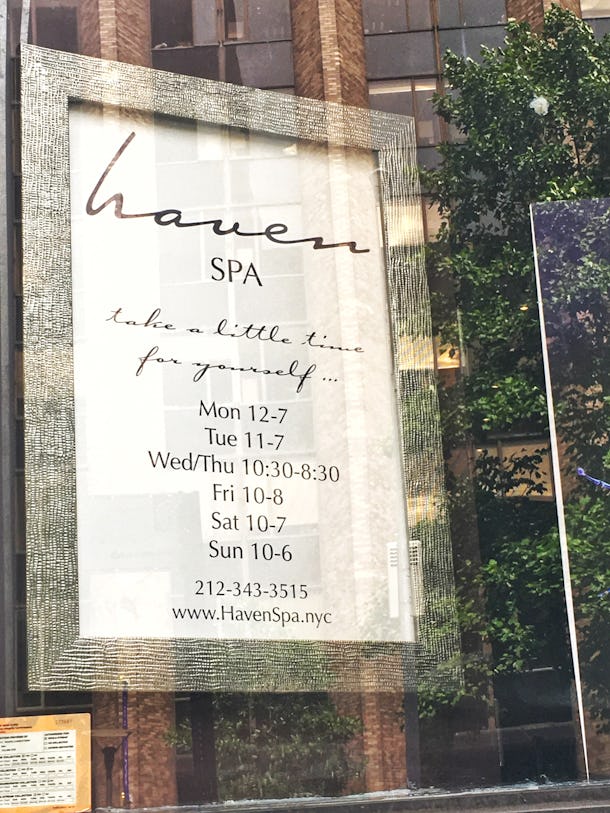 haven
SPA
take a little time
for yourself...
Mon 12-7
Tue 11-7
Wed/Thu 10:30-8:30
Fri 10-8
Sat 10-7
Sun 10-6
212-343-3515
www.HavenSpa.nyc